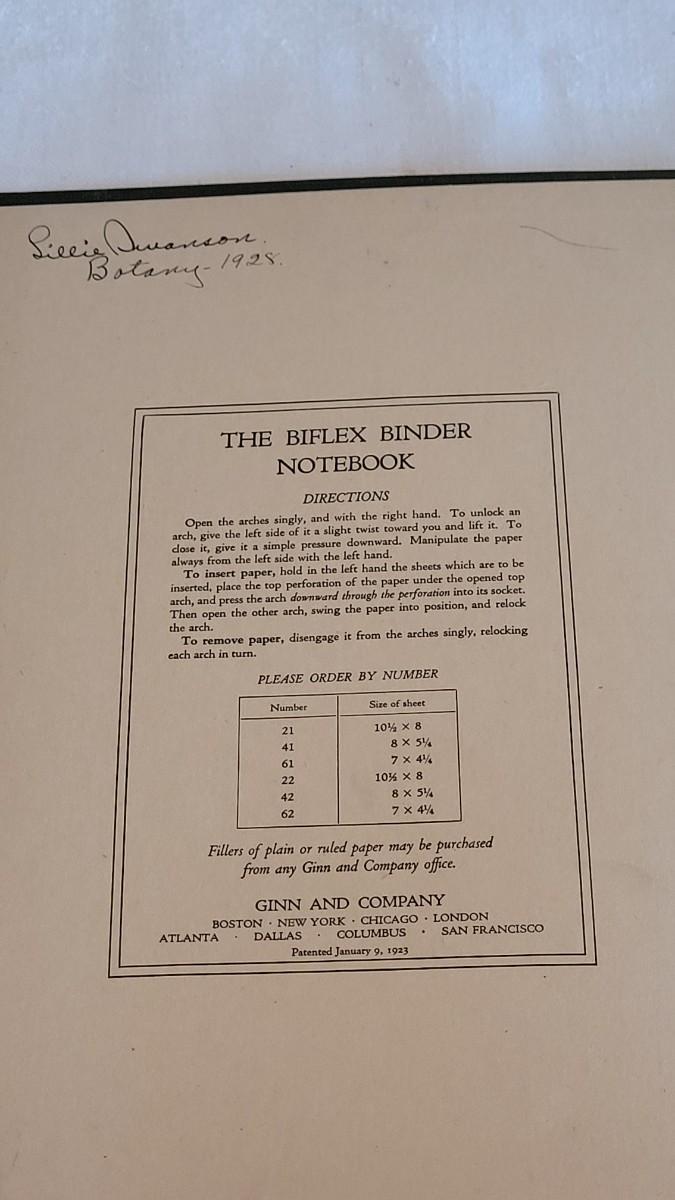 Lillie Swanson.
Botany - 1928.
THE BIFLEX BINDER
NOTEBOOK
DIRECTIONS
Open the arches singly, and with the right hand. To unlock an
arch, give the left side of it a slight twist toward you and lift it. To
close it, give it a simple pressure downward. Manipulate the paper
always from the left side with the left hand.
To insert paper, hold in the left hand the sheets which are to be
inserted, place the top perforation of the paper under the opened top
arch, and press the arch downward through the perforation into its socket.
Then open the other arch, swing the paper into position, and relock
the arch.
To remove paper, disengage it from the arches singly, relocking
each arch in turn.
PLEASE ORDER BY NUMBER
Number Size of sheet
21 10½ × 8
41 8 × 5¼
61 7 × 4¼
22 10½ × 8
42 8 × 5¼
62 7 × 4¼
Fillers of plain or ruled paper may be purchased
from any Ginn and Company office.
GINN AND COMPANY
BOSTON · NEW YORK · CHICAGO · LONDON
ATLANTA · DALLAS · COLUMBUS · SAN FRANCISCO
Patented January 9, 1923